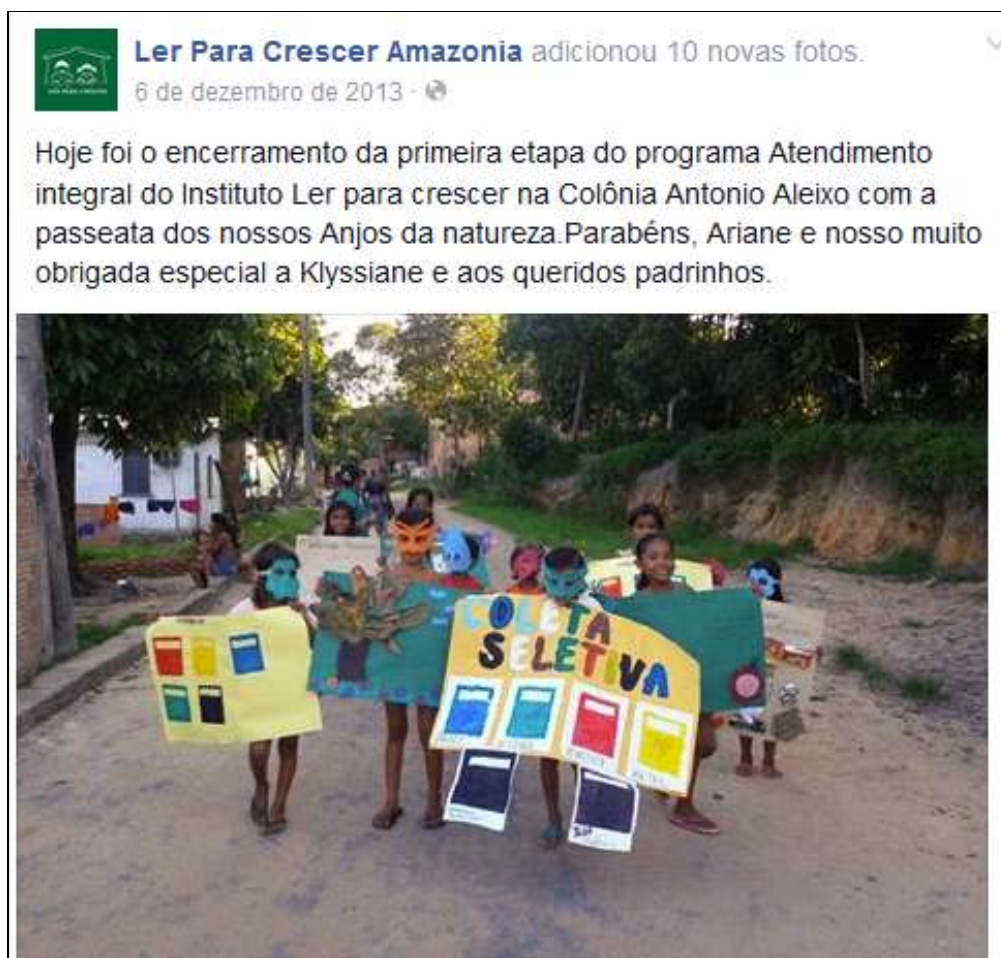 Ler Para Crescer Amazonia adicionou 10 novas fotos.
6 de dezembro de 2013 ·
Hoje foi o encerramento da primeira etapa do programa Atendimento
integral do Instituto Ler para crescer na Colônia Antonio Aleixo com a
passeata dos nossos Anjos da natureza.Parabéns, Ariane e nosso muito
obrigada especial a Klyssiane e aos queridos padrinhos.
COLETA
SELETIVA